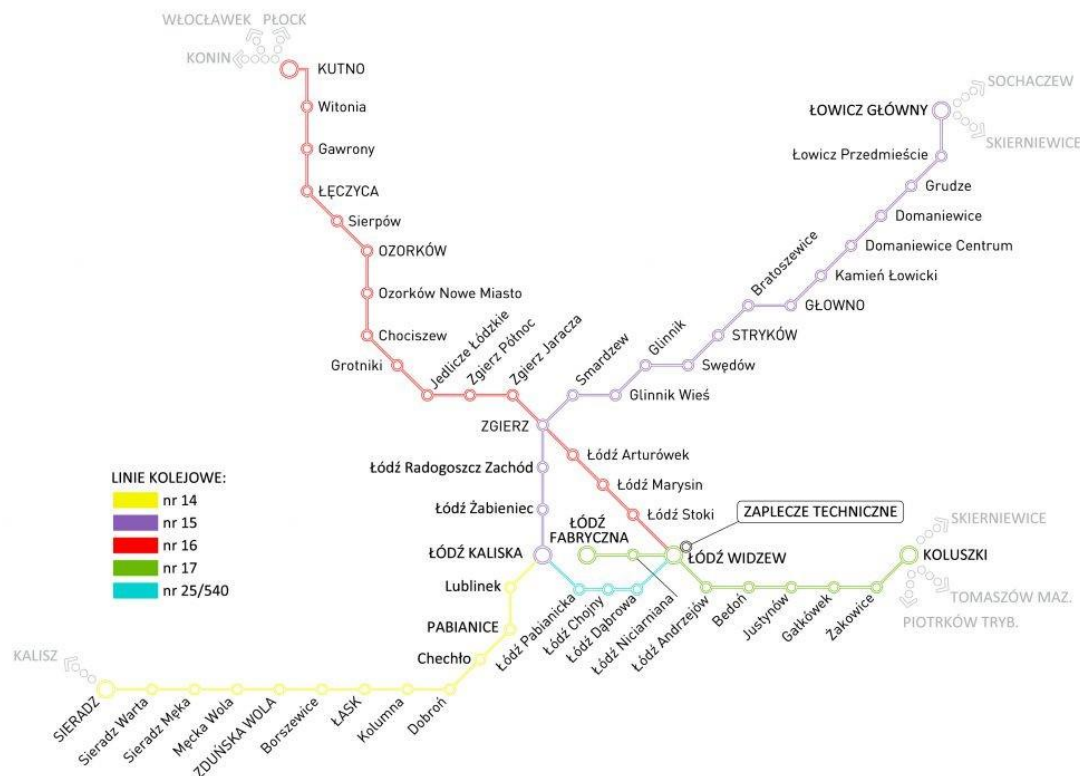 WŁOCŁAWEK
PŁOCK
KONIN
KUTNO
Witonia
Gawrony
ŁĘCZYCA
Sierpów
OZORKÓW
Ozorków Nowe Miasto
Chociszew
Grotniki
Jedlicze Łódzkie
Zgierz Północ
Zgierz Jaracza
SOCHACZEW
ŁOWICZ GŁÓWNY
SKIERNIEWICE
Łowicz Przedmieście
Grudze
Domaniewice
Domaniewice Centrum
Kamień Łowicki
GŁOWNO
Bratoszewice
STRYKÓW
Swędów
Glinnik
Glinnik Wieś
Smardzew
ZGIERZ
Łódź Radogoszcz Zachód
Łódź Żabieniec
ŁÓDŹ KALISKA
Łódź Arturówek
Łódź Marysin
Łódź Stoki
ZAPLECZE TECHNICZNE
ŁÓDŹ
FABRYCZNA
ŁÓDŹ WIDZEW
SKIERNIEWICE
KOLUSZKI
TOMASZÓW MAZ.
PIOTRKÓW TRYB.
LINIE KOLEJOWE:
nr 14
nr 15
nr 16
nr 17
nr 25/540
Lublinek
PABIANICE
Chechło
Łódź Pabianicka
Łódź Chojny
Łódź Dąbrowa
Łódź Niciarniana
Łódź Andrzejów
Bedoń
Justynów
Gałkówek
Żakowice
KALISZ
SIERADZ
Sieradz Warta
Sieradz Męka
Męcka Wola
ZDUŃSKA WOLA
Borszewice
ŁASK
Kolumna
Dobroń